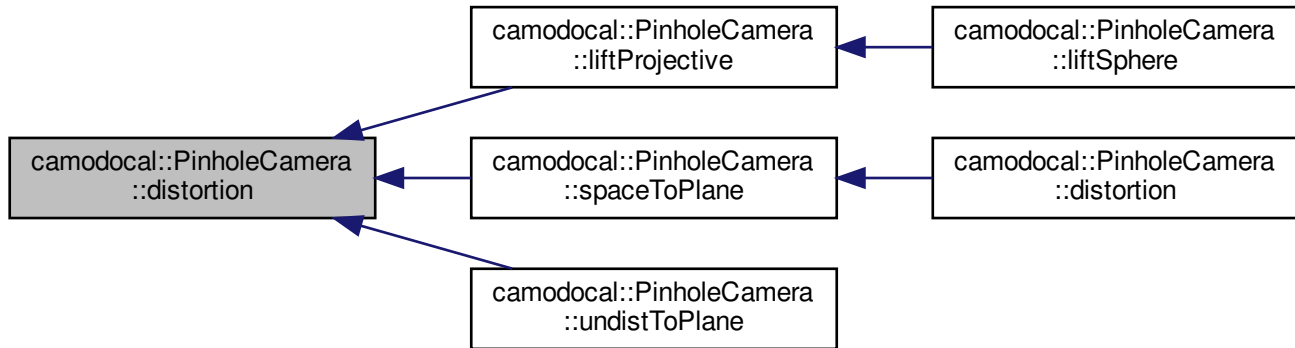 camodocal::PinholeCamera
::distortion
camodocal::PinholeCamera
::liftProjective
camodocal::PinholeCamera
::liftSphere
camodocal::PinholeCamera
::spaceToPlane
camodocal::PinholeCamera
::distortion
camodocal::PinholeCamera
::undistToPlane